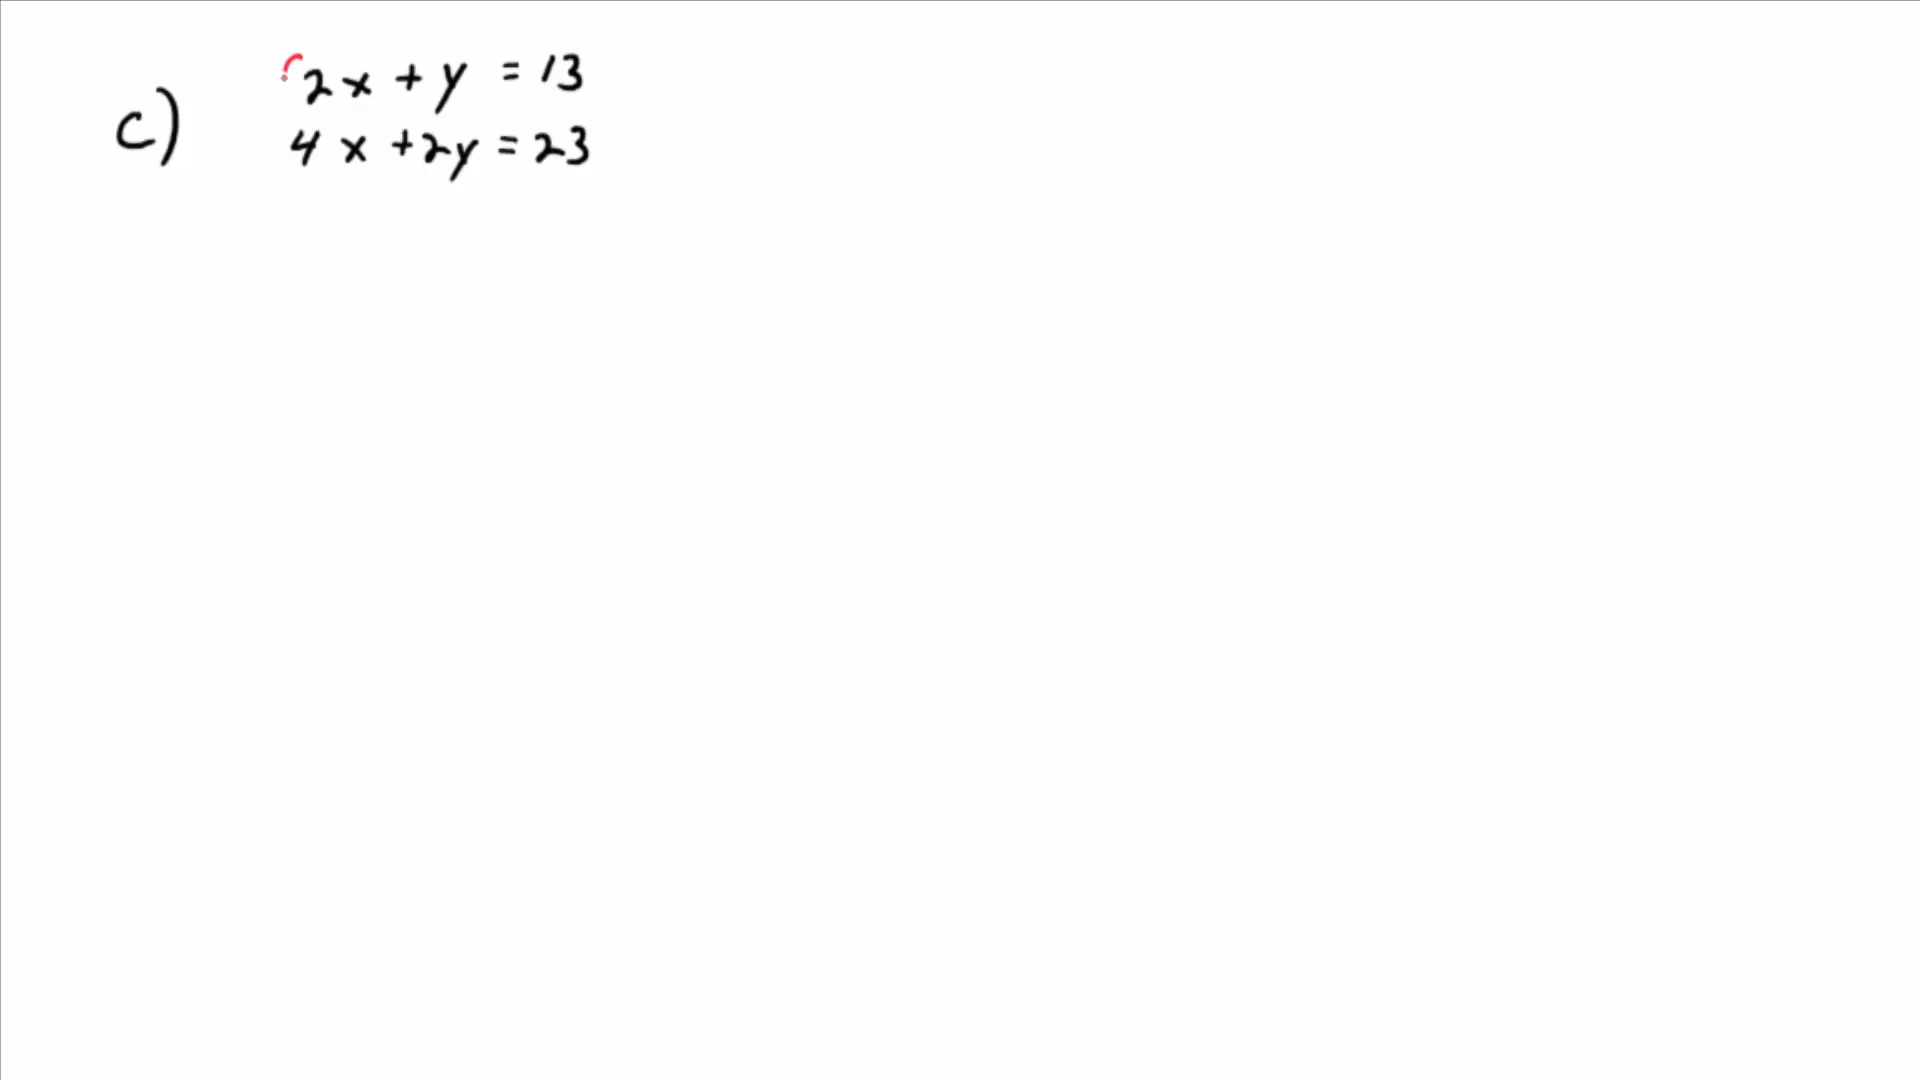 c)
2x + y = 13
4x + 2y = 23